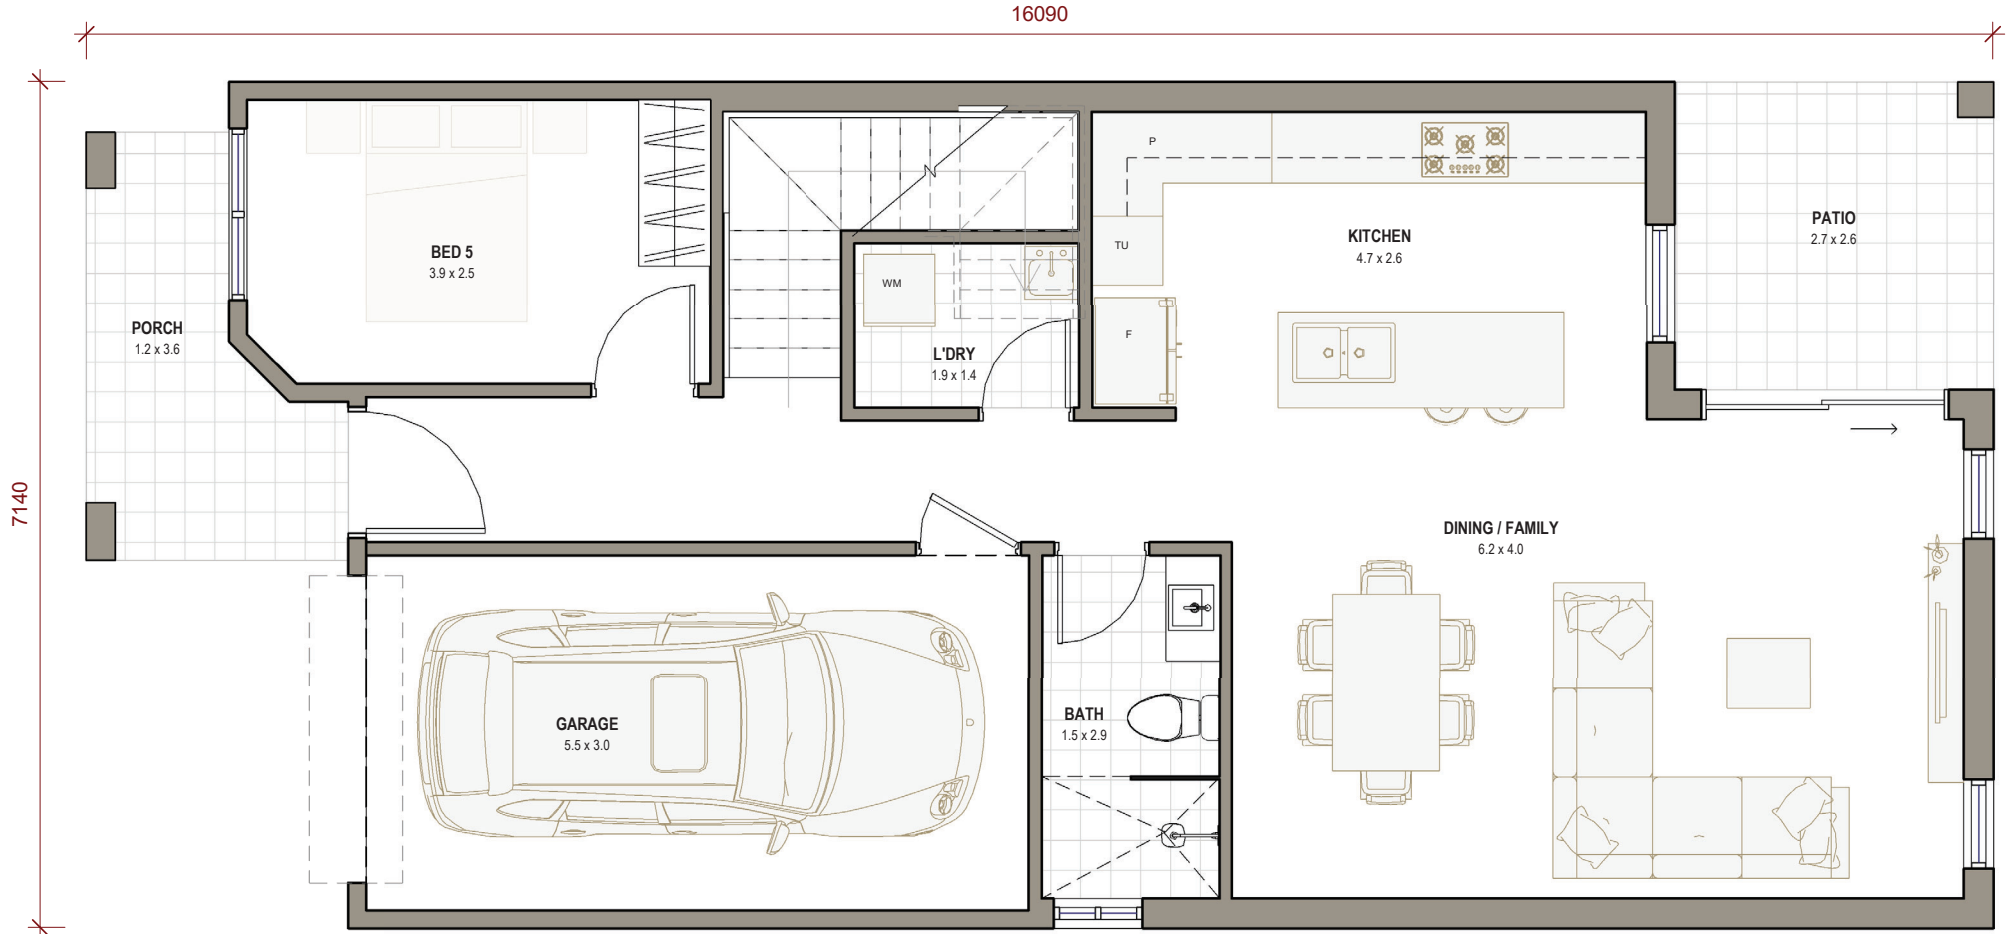 16090
7140
P
BED 5
3.9 x 2.5
TU
KITCHEN
4.7 x 2.6
PATIO
2.7 x 2.6
WM
PORCH
1.2 x 3.6
F
L'DRY
1.9 x 1.4
DINING / FAMILY
6.2 x 4.0
GARAGE
5.5 x 3.0
BATH
1.5 x 2.9